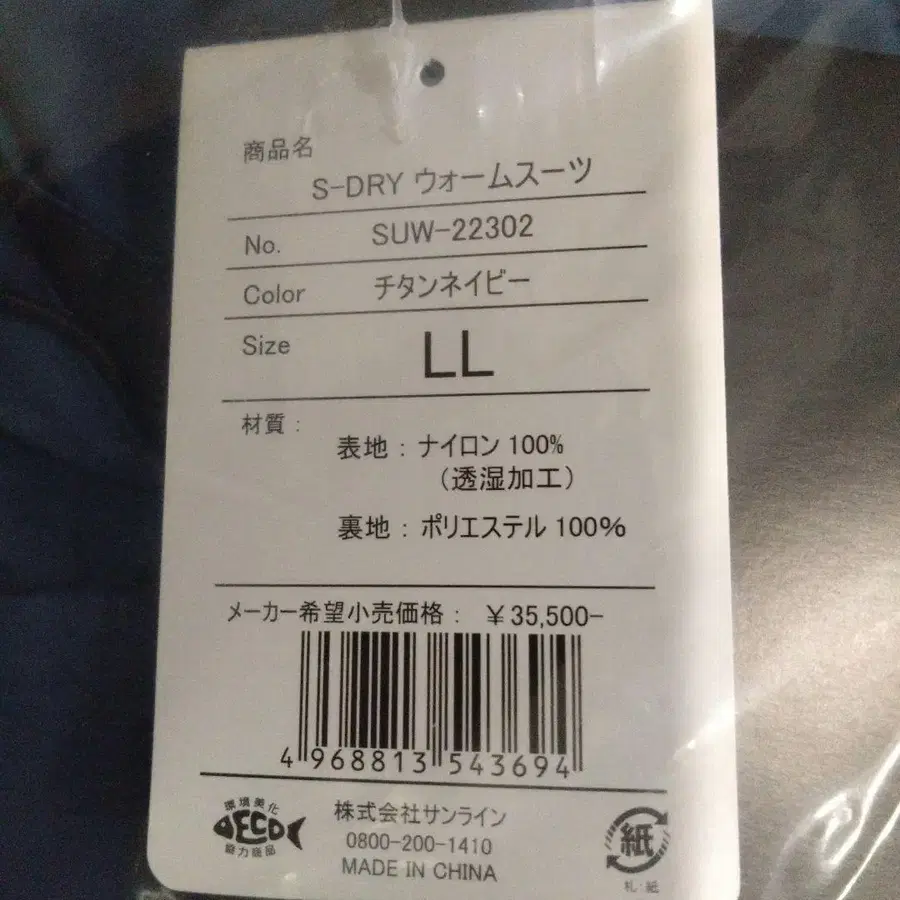 商品名
S-DRY ウォームスーツ
No. SUW-22302
Color チタンネイビー
Size LL
材質：
表地：ナイロン 100%
（透湿加工）
裏地：ポリエステル 100%
メーカー希望小売価格： ¥35,500-
4 968813 543694
環境美化
ECO
協力商品
株式会社サンライン
0800-200-1410
MADE IN CHINA
紙
札：紙